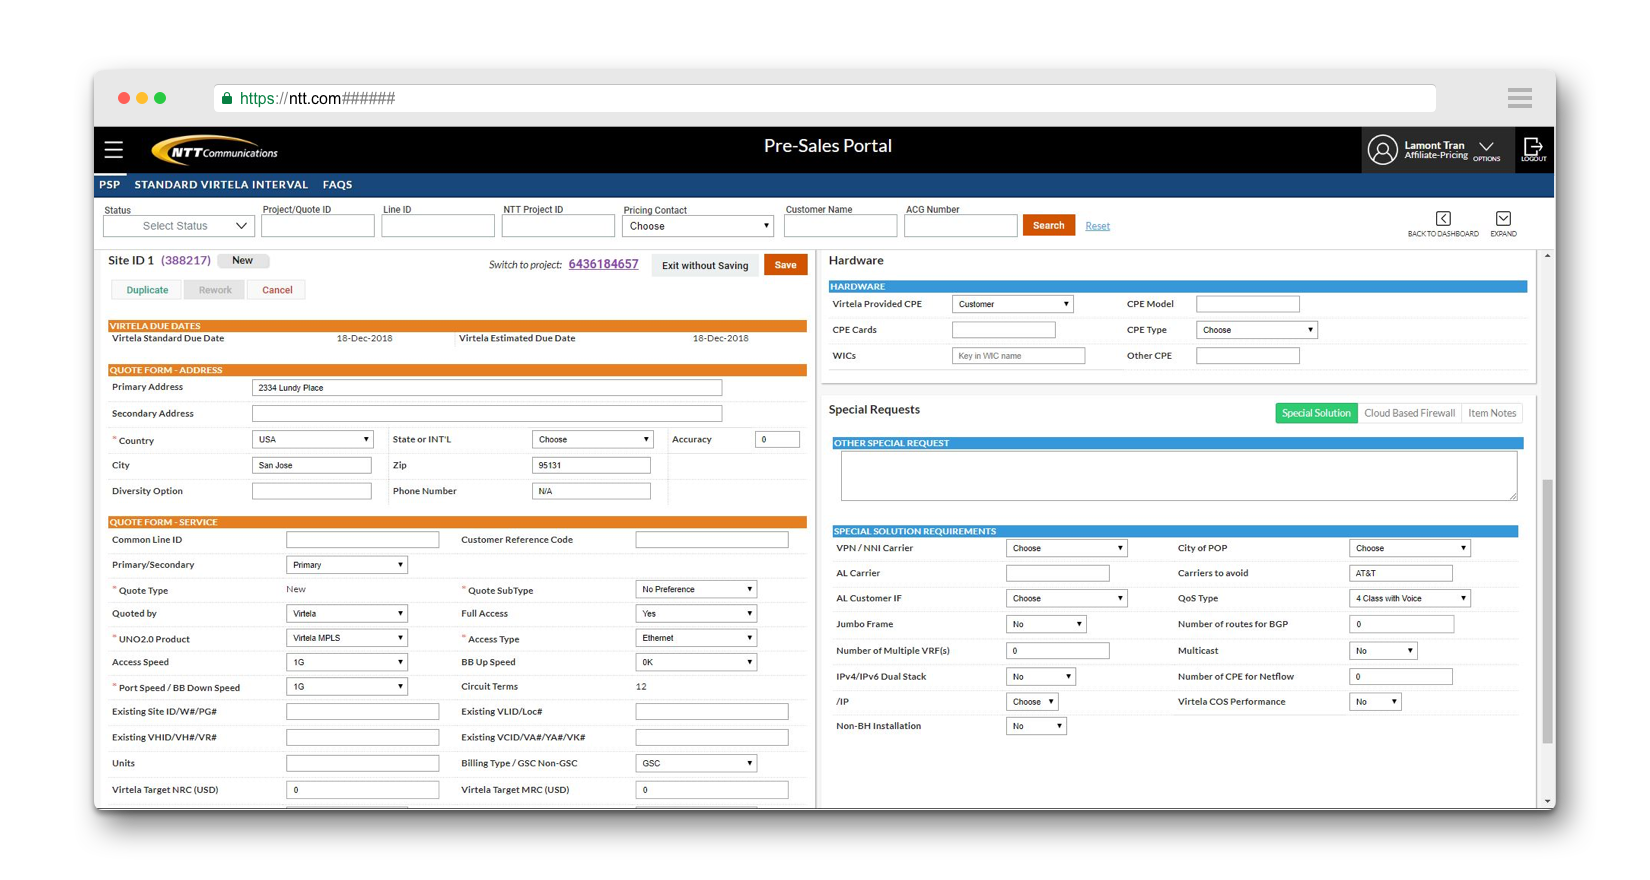 https://ntt.com######
NTT Communications
Pre-Sales Portal
Lamont Tran
Affiliate-Pricing
OPTIONS
LOGOUT
PSP STANDARD VIRTELA INTERVAL FAQS
Status Project/Quote ID Line ID NTT Project ID Pricing Contact Customer Name ACG Number
Select Status Choose Search Reset
BACK TO DASHBOARD EXPAND
Site ID 1 (388217) New
Switch to project: 6436184657 Exit without Saving Save
Duplicate Rework Cancel
VIRTELA DUE DATES
Virtela Standard Due Date 18-Dec-2018 Virtela Estimated Due Date 18-Dec-2018
QUOTE FORM - ADDRESS
Primary Address 2334 Lundy Place
Secondary Address
* Country USA State or INT'L Choose Accuracy 0
City San Jose Zip 95131
Diversity Option Phone Number N/A
QUOTE FORM - SERVICE
Common Line ID Customer Reference Code
Primary/Secondary Primary
* Quote Type New * Quote SubType No Preference
Quoted by Virtela Full Access Yes
* UNO2.0 Product Virtela MPLS * Access Type Ethernet
Access Speed 1G BB Up Speed 0K
* Port Speed / BB Down Speed 1G Circuit Terms 12
Existing Site ID/W#/PG# Existing VLID/Loc#
Existing VHID/VH#/VR# Existing VCID/VA#/YA#/VK#
Units Billing Type / GSC Non-GSC GSC
Virtela Target NRC (USD) 0 Virtela Target MRC (USD) 0
Hardware
HARDWARE
Virtela Provided CPE Customer CPE Model
CPE Cards CPE Type Choose
WICs Key in WIC name Other CPE
Special Requests Special Solution Cloud Based Firewall Item Notes
OTHER SPECIAL REQUEST
SPECIAL SOLUTION REQUIREMENTS
VPN / NNI Carrier Choose City of POP Choose
AL Carrier Carriers to avoid AT&T
AL Customer IF Choose QoS Type 4 Class with Voice
Jumbo Frame No Number of routes for BGP 0
Number of Multiple VRF(s) 0 Multicast No
IPv4/IPv6 Dual Stack No Number of CPE for Netflow 0
/IP Choose Virtela COS Performance No
Non-BH Installation No